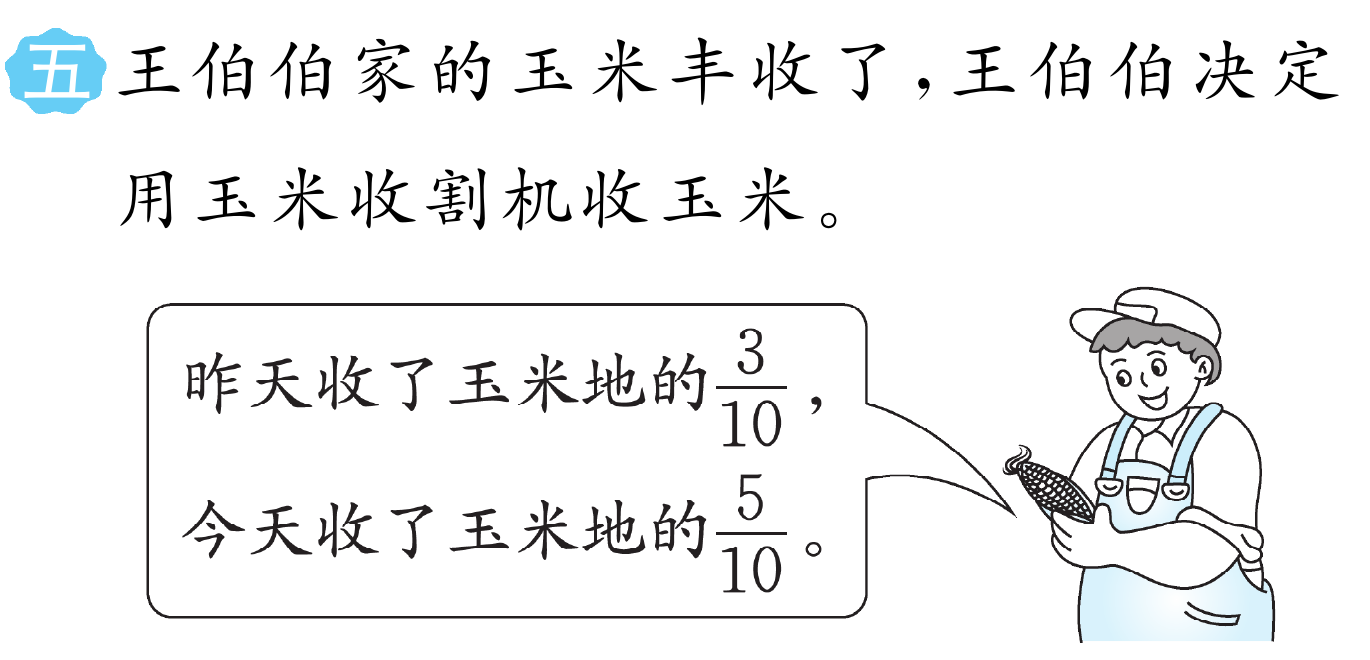 五 王伯伯家的玉米丰收了，王伯伯决定
用玉米收割机收玉米。
昨天收了玉米地的3/10，
今天收了玉米地的5/10。